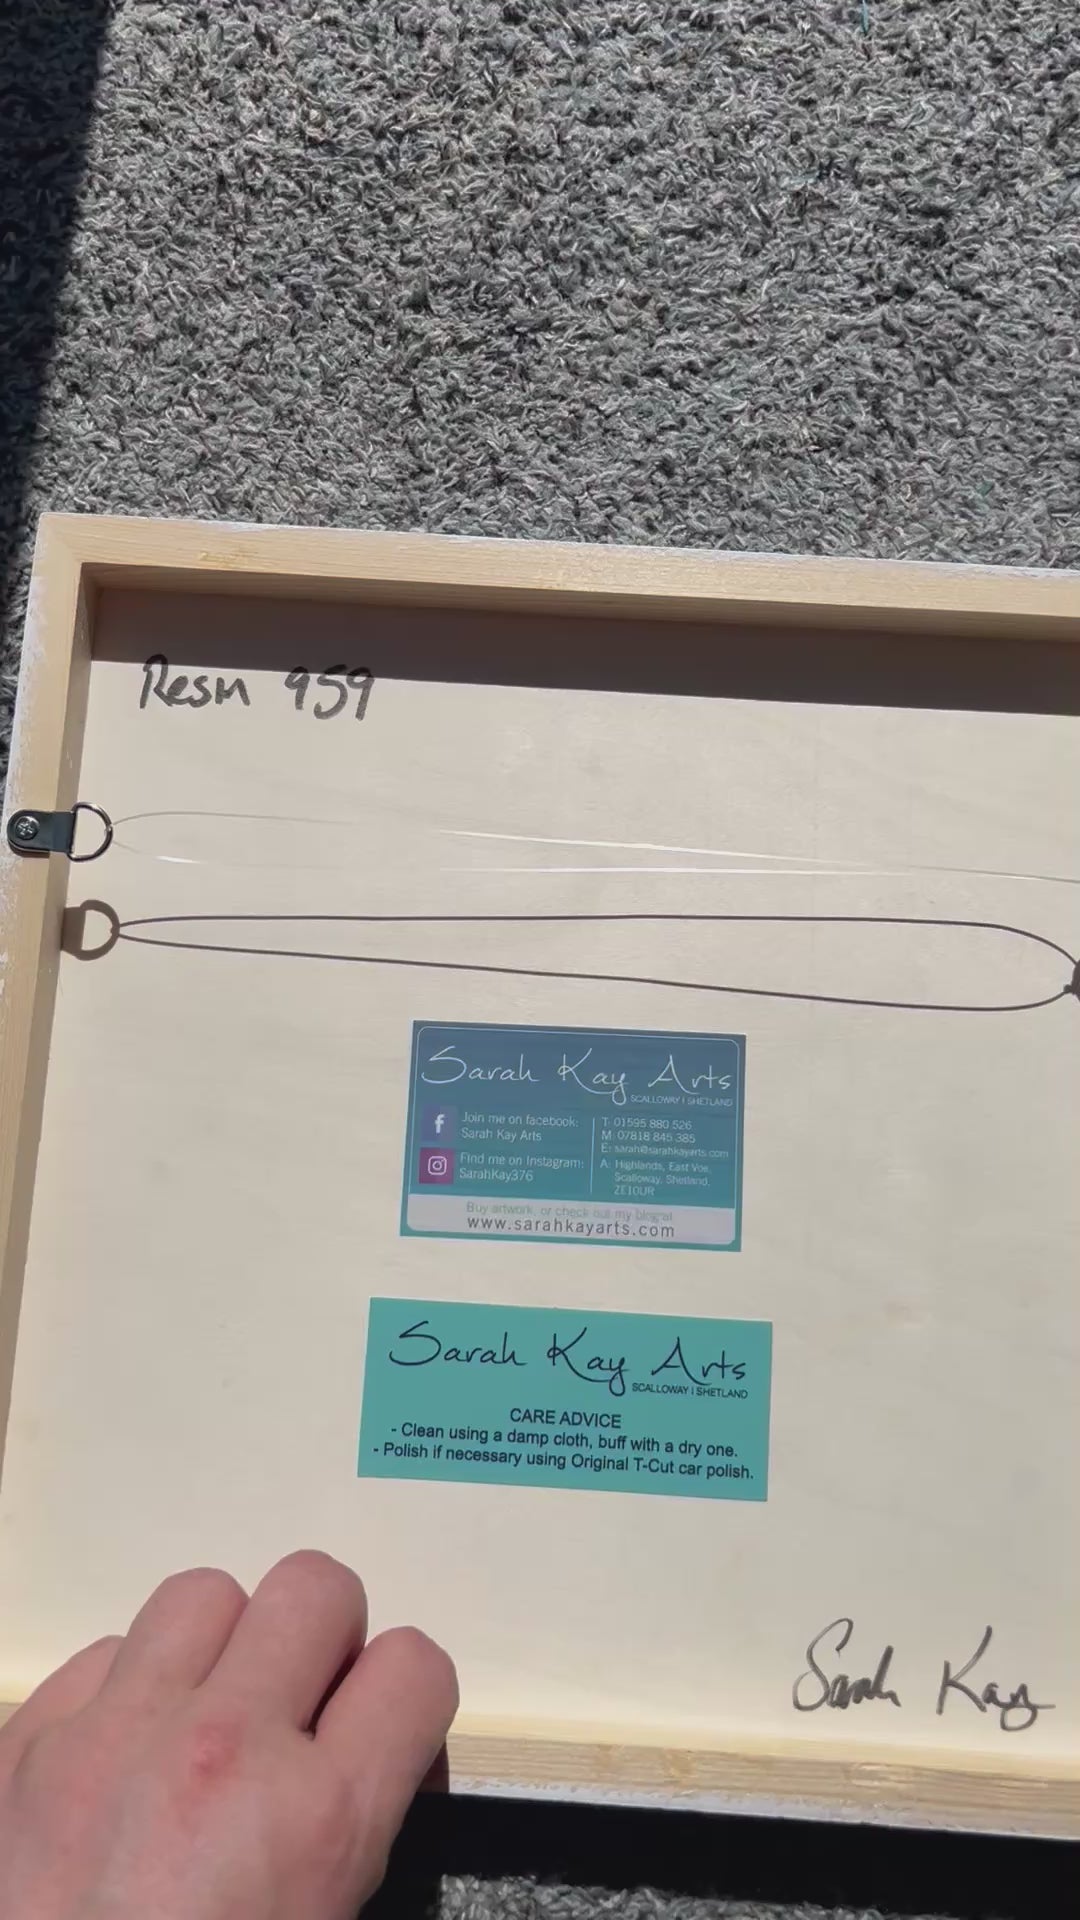 Resin 959
Sarah Kay Arts
SCALLOWAY | SHETLAND
Join me on facebook:
Sarah Kay Arts
Find me on Instagram:
SarahKay376
T: 01595 880 526
M: 07818 845 385
E: sarah@sarahkayarts.com
A: Highlands, East Voe,
Scalloway, Shetland,
ZE10UR
Buy artwork, or check out my blog at
www.sarahkayarts.com
Sarah Kay Arts
SCALLOWAY | SHETLAND
CARE ADVICE
- Clean using a damp cloth, buff with a dry one.
- Polish if necessary using Original T-Cut car polish.
Sarah Kay